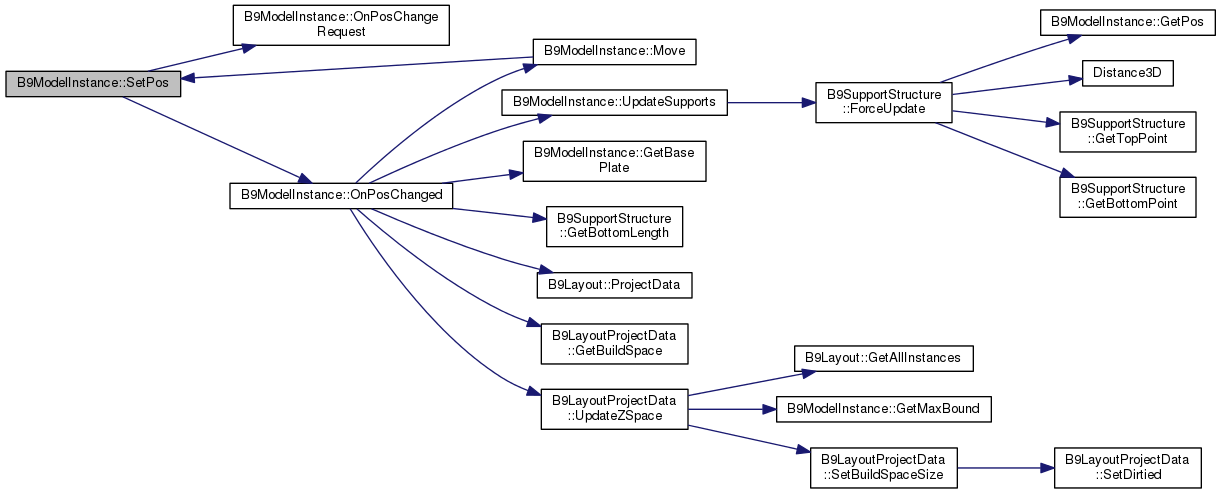 B9ModelInstance::SetPos
B9ModelInstance::OnPosChange
Request
B9ModelInstance::OnPosChanged
B9ModelInstance::Move
B9ModelInstance::UpdateSupports
B9ModelInstance::GetBase
Plate
B9SupportStructure
::GetBottomLength
B9Layout::ProjectData
B9LayoutProjectData
::GetBuildSpace
B9LayoutProjectData
::UpdateZSpace
B9SupportStructure
::ForceUpdate
B9Layout::GetAllInstances
B9ModelInstance::GetMaxBound
B9LayoutProjectData
::SetBuildSpaceSize
B9ModelInstance::GetPos
Distance3D
B9SupportStructure
::GetTopPoint
B9SupportStructure
::GetBottomPoint
B9LayoutProjectData
::SetDirtied